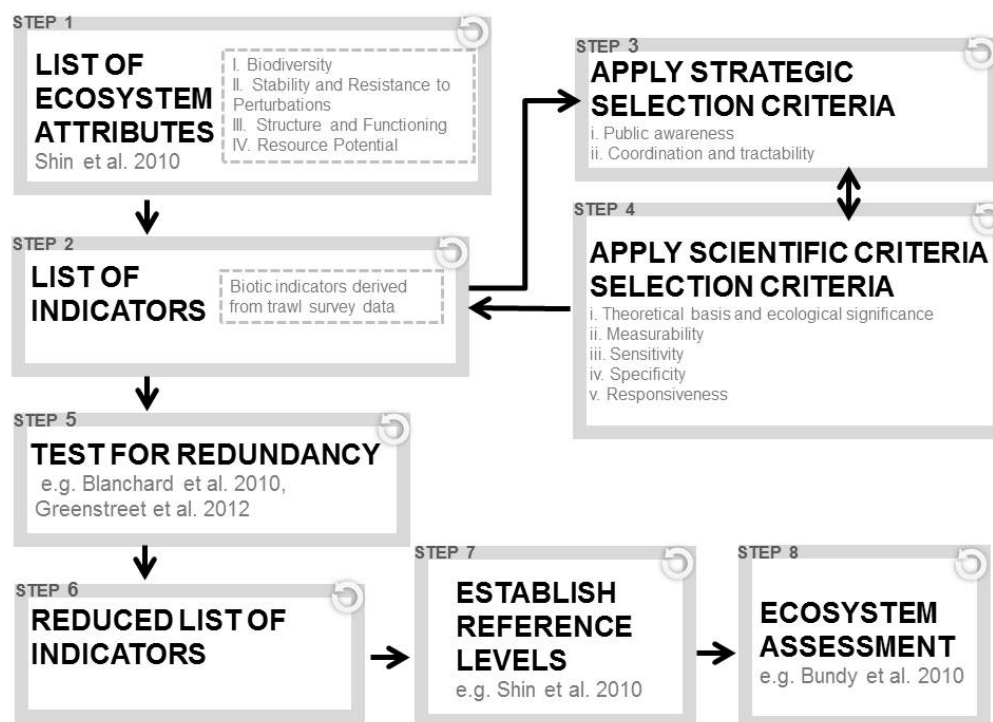 STEP 1
LIST OF
ECOSYSTEM
ATTRIBUTES
Shin et al. 2010
I. Biodiversity
II. Stability and Resistance to
Perturbations
III. Structure and Functioning
IV. Resource Potential
STEP 2
LIST OF
INDICATORS
Biotic indicators derived
from trawl survey data
STEP 3
APPLY STRATEGIC
SELECTION CRITERIA
i. Public awareness
ii. Coordination and tractability
STEP 4
APPLY SCIENTIFIC CRITERIA
SELECTION CRITERIA
i. Theoretical basis and ecological significance
ii. Measurability
iii. Sensitivity
iv. Specificity
v. Responsiveness
STEP 5
TEST FOR REDUNDANCY
e.g. Blanchard et al. 2010,
Greenstreet et al. 2012
STEP 6
REDUCED LIST OF
INDICATORS
STEP 7
ESTABLISH
REFERENCE
LEVELS
e.g. Shin et al. 2010
STEP 8
ECOSYSTEM
ASSESSMENT
e.g. Bundy et al. 2010